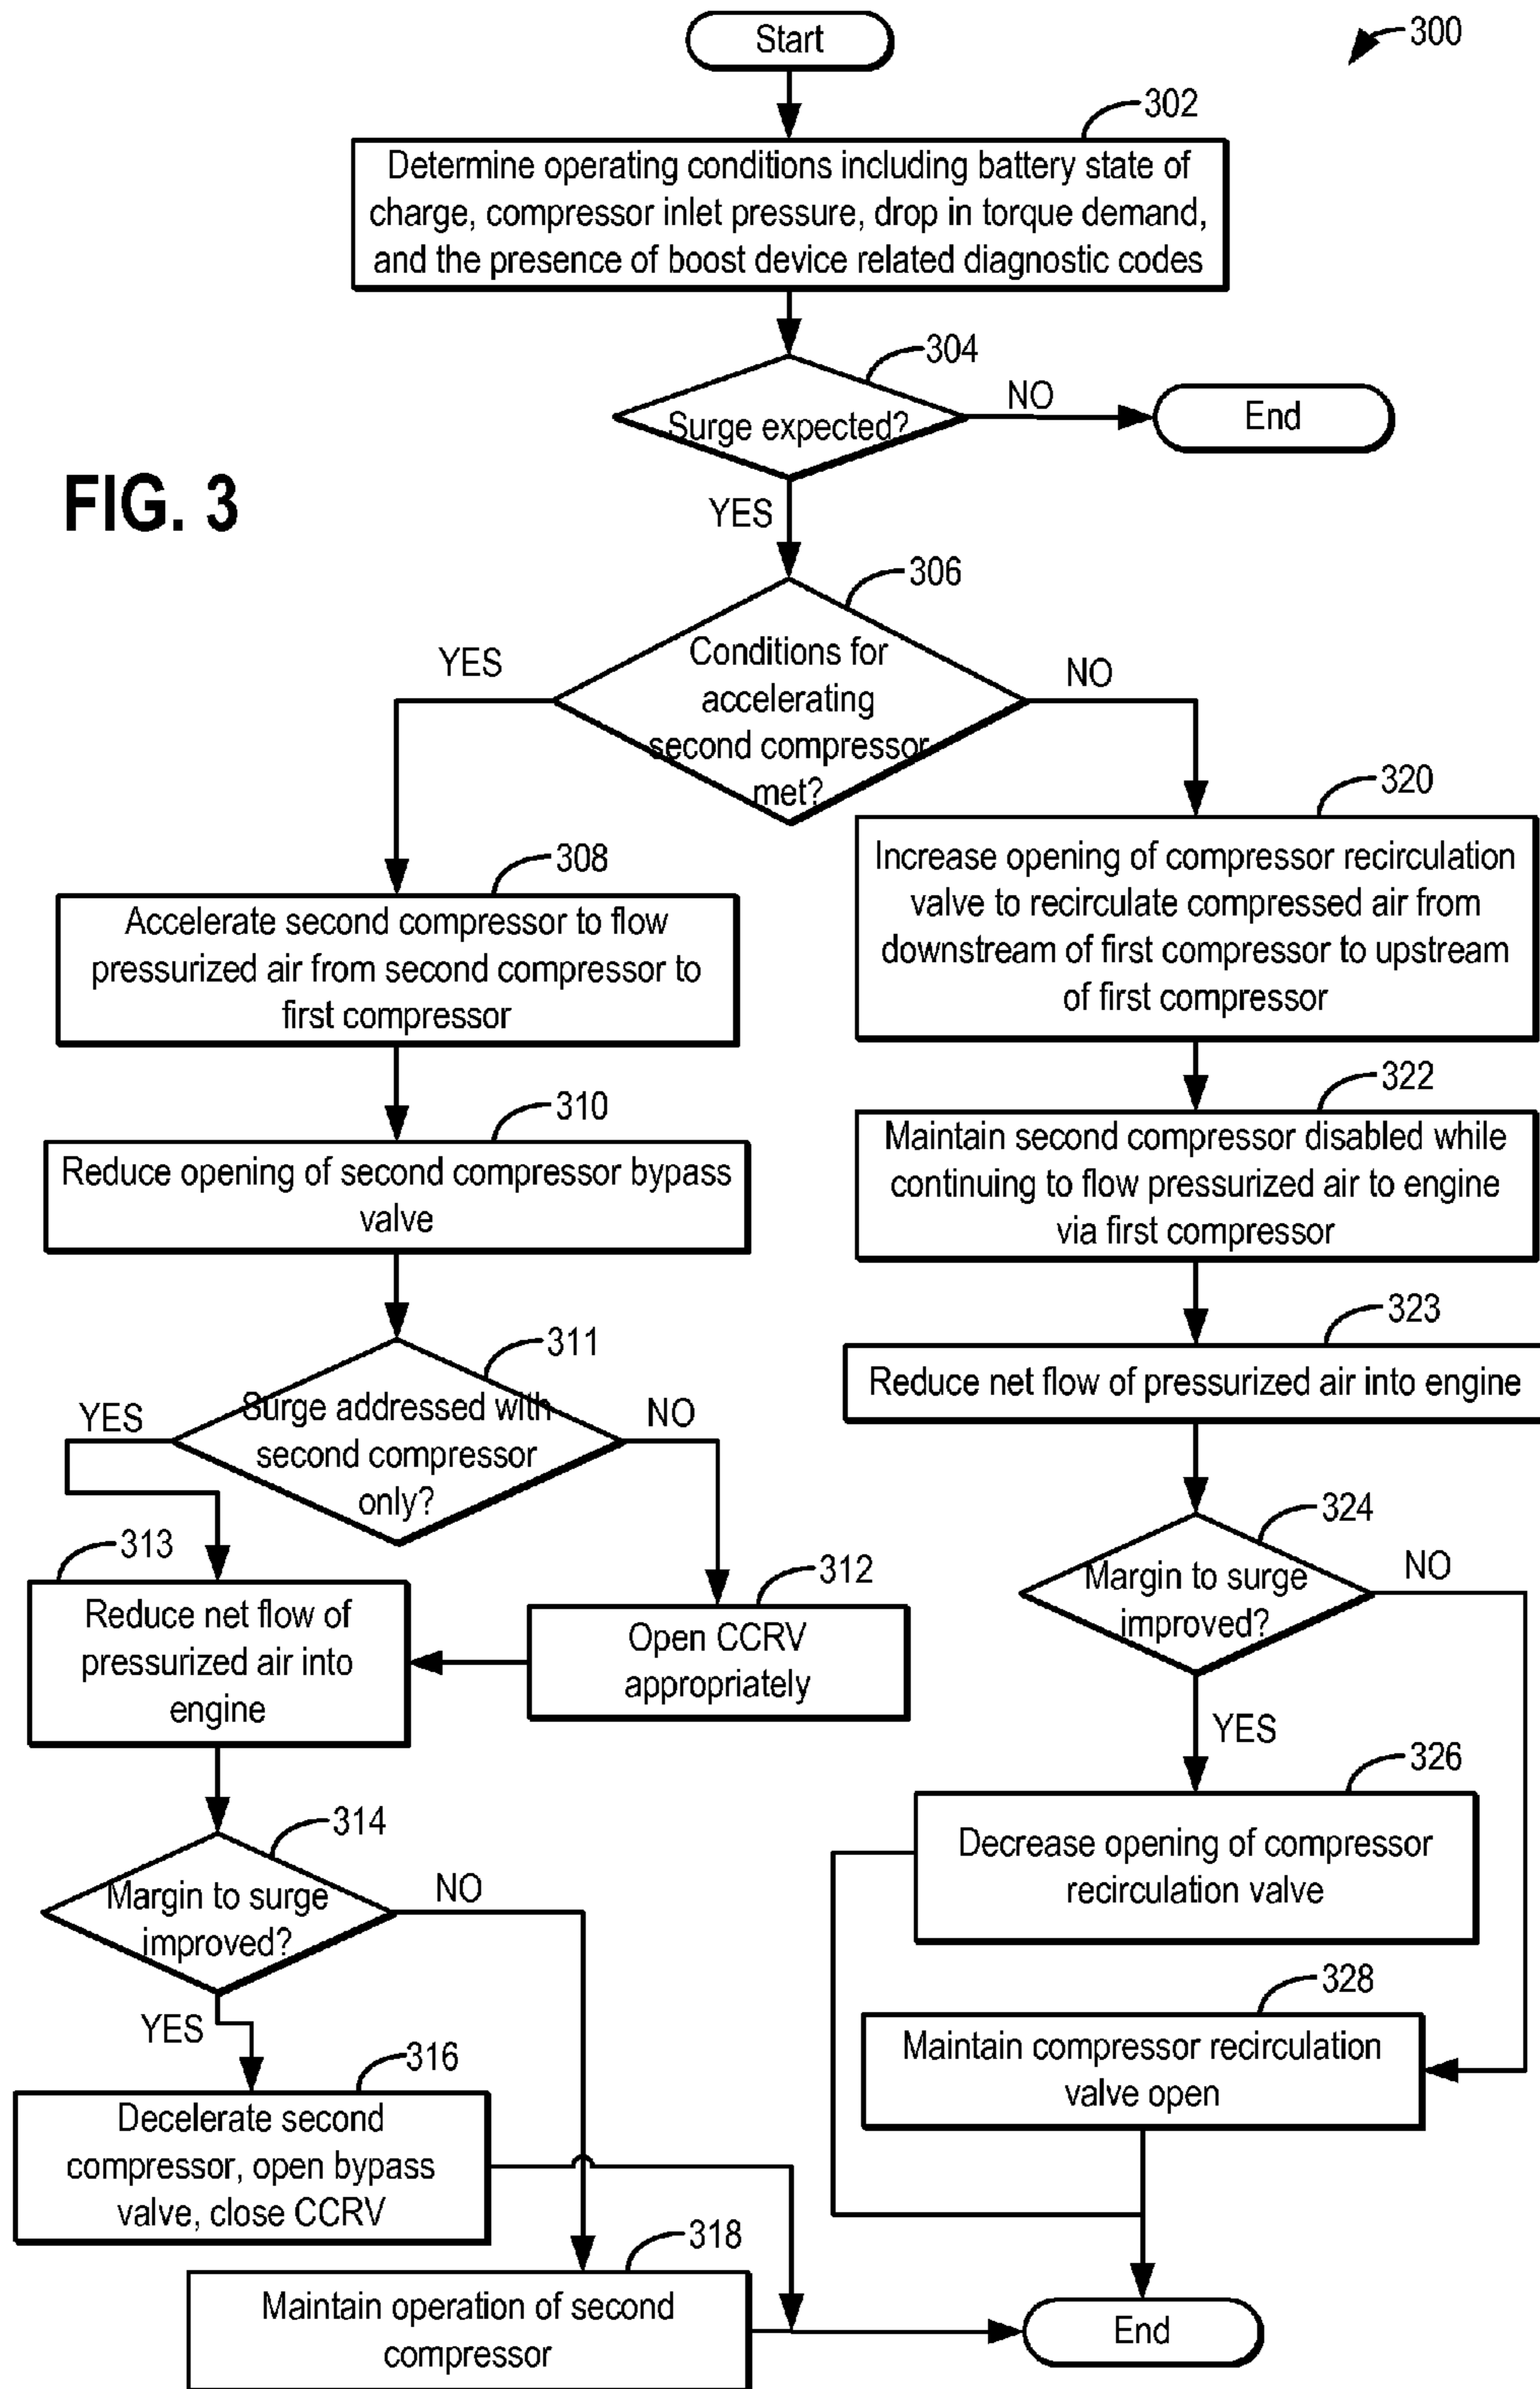 Start
300
302
Determine operating conditions including battery state of
charge, compressor inlet pressure, drop in torque demand,
and the presence of boost device related diagnostic codes
304
Surge expected?
NO
End
FIG. 3
YES
306
Conditions for
accelerating
second compressor
met?
YES
NO
308
Accelerate second compressor to flow
pressurized air from second compressor to
first compressor
310
Reduce opening of second compressor bypass
valve
311
Surge addressed with
second compressor
only?
YES
NO
313
Reduce net flow of
pressurized air into
engine
312
Open CCRV
appropriately
314
Margin to surge
improved?
NO
YES
316
Decelerate second
compressor, open bypass
valve, close CCRV
318
Maintain operation of second
compressor
320
Increase opening of compressor recirculation
valve to recirculate compressed air from
downstream of first compressor to upstream
of first compressor
322
Maintain second compressor disabled while
continuing to flow pressurized air to engine
via first compressor
323
Reduce net flow of pressurized air into engine
324
Margin to surge
improved?
NO
YES
326
Decrease opening of compressor
recirculation valve
328
Maintain compressor recirculation
valve open
End